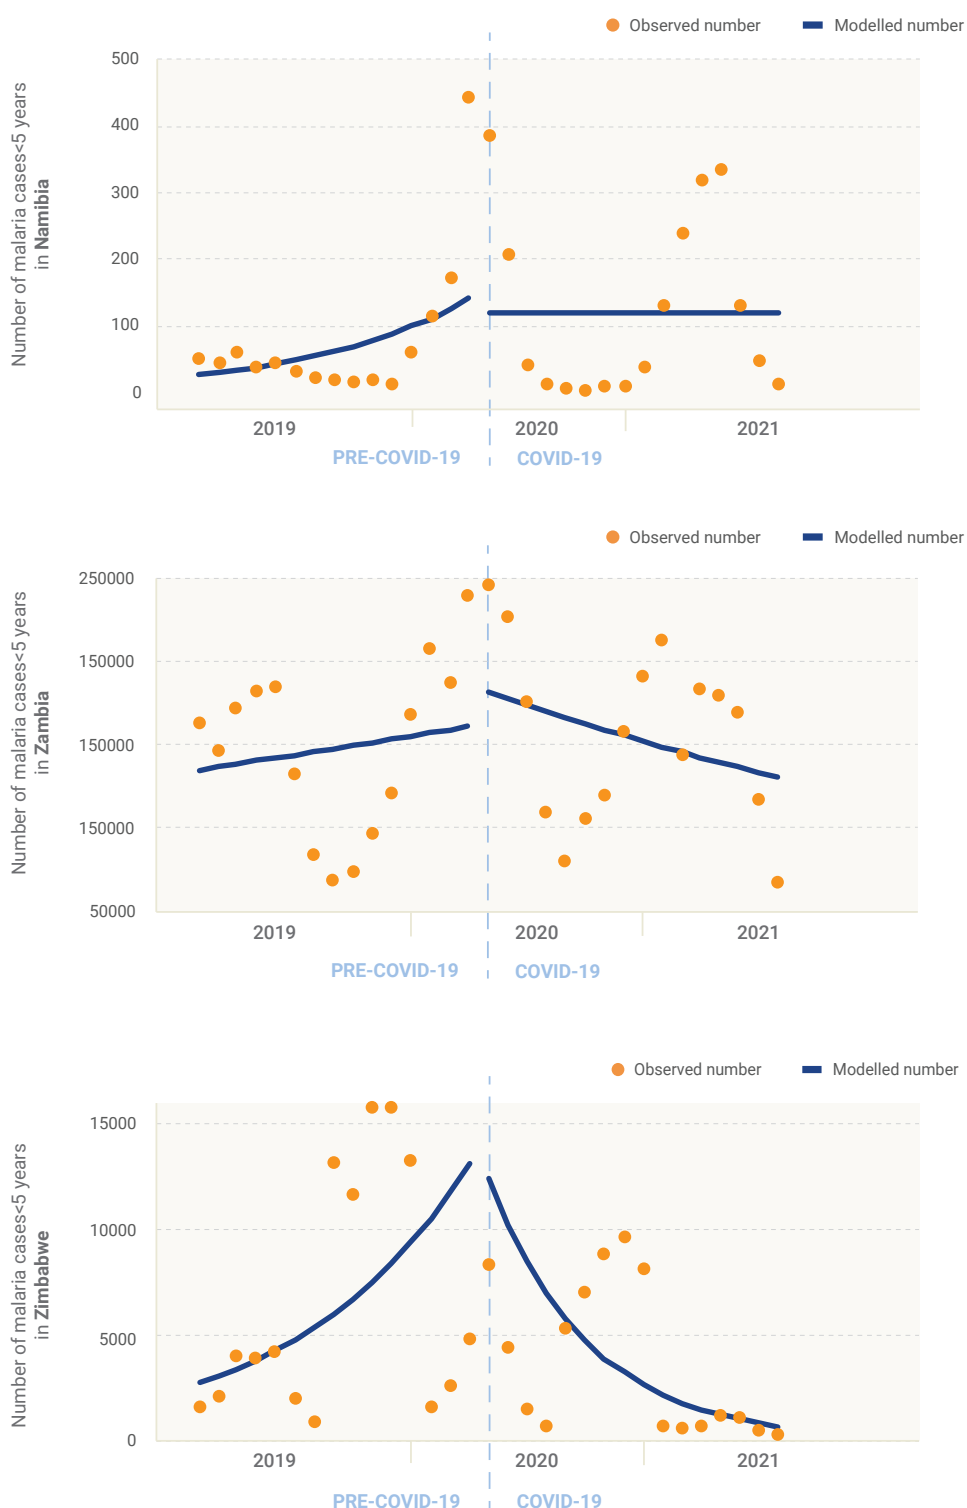 Observed number
Modelled number
Number of malaria cases<5 years
in Namibia
500
400
300
200
100
0
2019
2020
2021
PRE-COVID-19
COVID-19
Observed number
Modelled number
Number of malaria cases<5 years
in Zambia
250000
150000
150000
150000
50000
2019
2020
2021
PRE-COVID-19
COVID-19
Observed number
Modelled number
Number of malaria cases<5 years
in Zimbabwe
15000
10000
5000
0
2019
2020
2021
PRE-COVID-19
COVID-19